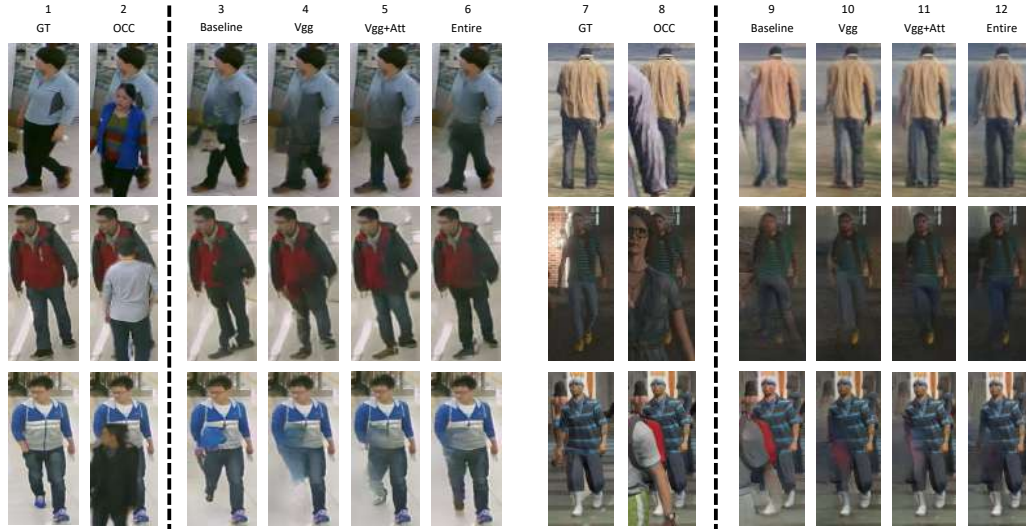 1 2 3 4 5 6 7 8 9 10 11 12
GT OCC Baseline Vgg Vgg+Att Entire GT OCC Baseline Vgg Vgg+Att Entire